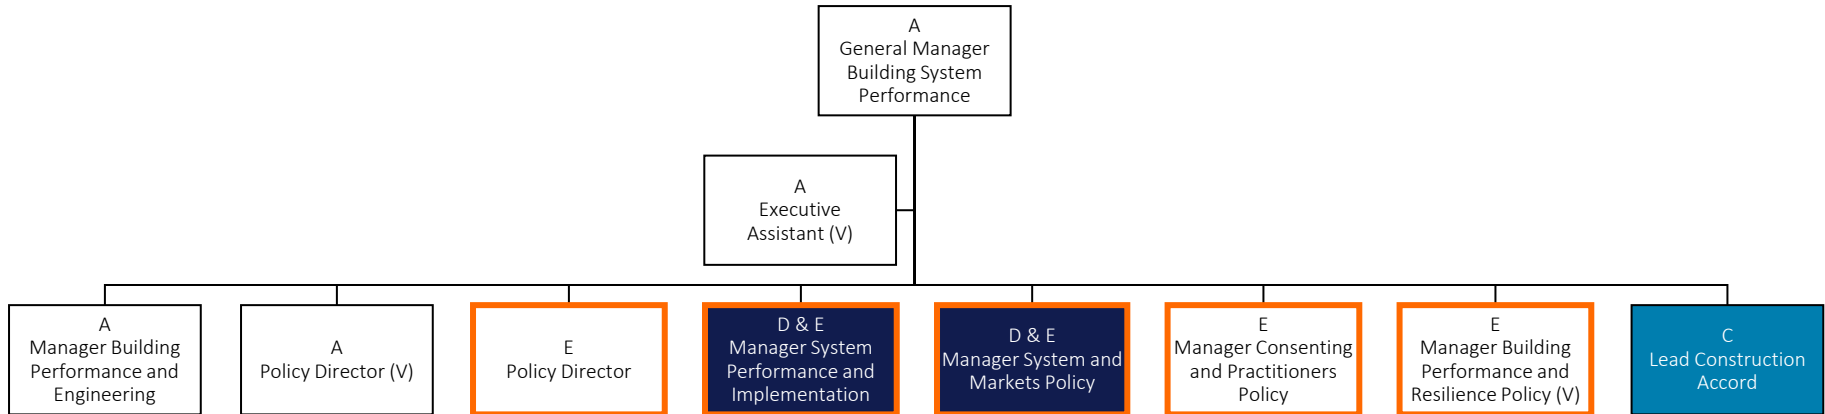 A
General Manager
Building System
Performance
A
Executive
Assistant (V)
A
Manager Building
Performance and
Engineering
A
Policy Director (V)
E
Policy Director
D & E
Manager System
Performance and
Implementation
D & E
Manager System and
Markets Policy
E
Manager Consenting
and Practitioners
Policy
E
Manager Building
Performance and
Resilience Policy (V)
C
Lead Construction
Accord